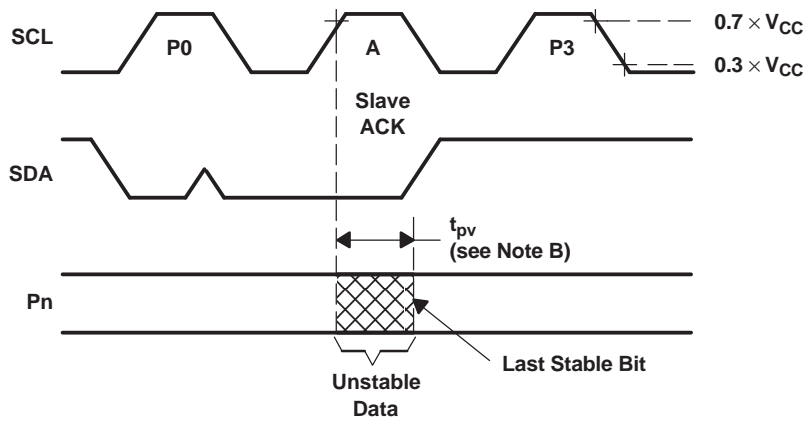 SCL
P0
A
P3
0.7 × VCC
0.3 × VCC
Slave
ACK
SDA
tpv
(see Note B)
Pn
Last Stable Bit
Unstable
Data